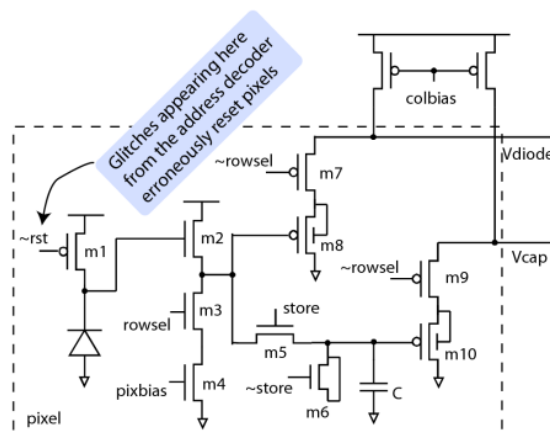 Glitches appearing here
from the address decoder
erroneously reset pixels
colbias
Vdiode
~rowsel
m7
~rst
m1
m2
m8
Vcap
~rowsel
m9
store
rowsel
m3
m5
m10
pixbias
m4
~store
m6
C
pixel